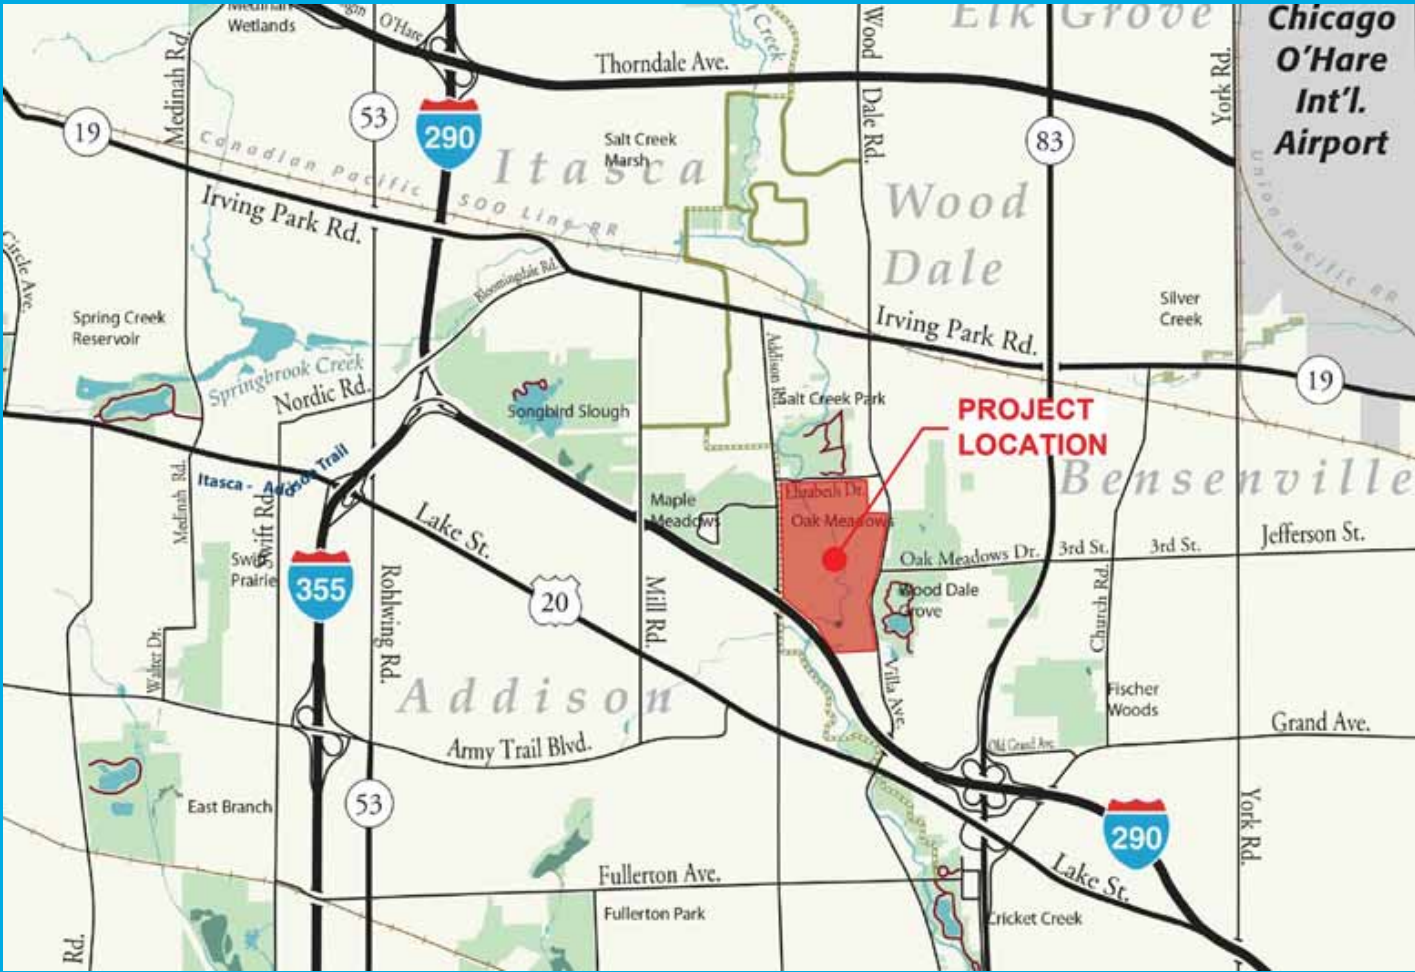 Medinah
Wetlands
Elgin O'Hare
Creek
Wood
Dale Rd.
Elk Grove
Chicago
O'Hare
Int'l.
Airport
Medinah Rd.
Thorndale Ave.
York Rd.
19
53
290
83
Canadian Pacific
SOO Line RR
Salt Creek
Marsh
Itasca
Wood
Dale
Union Pacific RR
Irving Park Rd.
Circle Ave.
Bloomingdale Rd.
Spring Creek
Reservoir
Silver
Creek
Irving Park Rd.
Springbrook Creek
Nordic Rd.
Addison Rd.
19
Songbird Slough
Salt Creek Park
PROJECT
LOCATION
Bensenville
Itasca - Addison Trail
Medinah Rd.
Swift Rd.
Lake St.
Maple
Meadows
Elizabeth Dr.
Oak Meadows
Oak Meadows Dr.
3rd St.
3rd St.
Jefferson St.
Swift
Prairie
355
Rohlwing Rd.
20
Mill Rd.
Wood Dale
Grove
Church Rd.
Walter Dr.
Addison
Villa Ave.
Fischer
Woods
Army Trail Blvd.
Old Grand Ave.
Grand Ave.
East Branch
53
290
York Rd.
Fullerton Ave.
Lake St.
Fullerton Park
Cricket Creek
Rd.